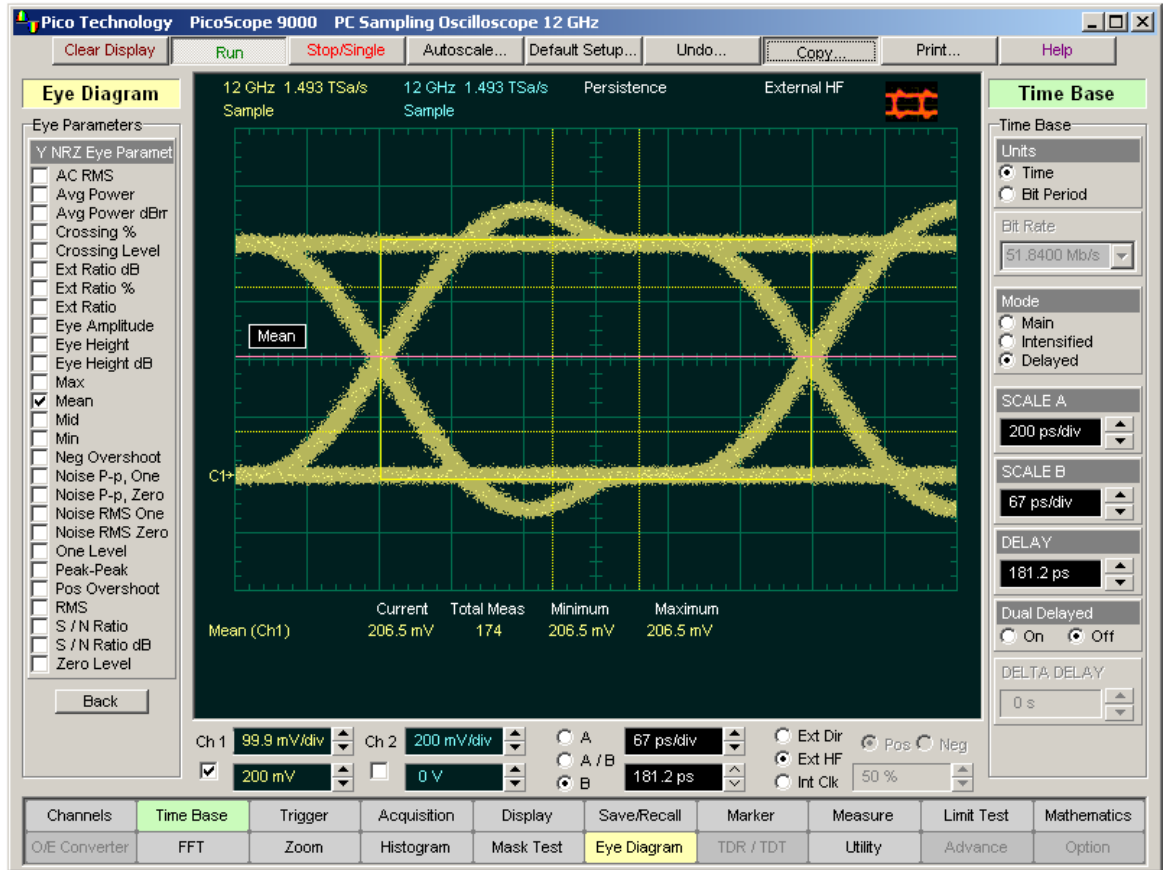 Pico Technology PicoScope 9000 PC Sampling Oscilloscope 12 GHz
Clear Display Run Stop/Single Autoscale... Default Setup... Undo... Copy... Print... Help
Eye Diagram
Eye Parameters
Y NRZ Eye Paramet
AC RMS
Avg Power
Avg Power dBm
Crossing %
Crossing Level
Ext Ratio dB
Ext Ratio %
Ext Ratio
Eye Amplitude
Eye Height
Eye Height dB
Max
Mean
Mid
Min
Neg Overshoot
Noise P-p, One
Noise P-p, Zero
Noise RMS One
Noise RMS Zero
One Level
Peak-Peak
Pos Overshoot
RMS
S / N Ratio
S / N Ratio dB
Zero Level
Back
12 GHz 1.493 TSa/s 12 GHz 1.493 TSa/s Persistence External HF
Sample Sample
Mean
C1
Current Total Meas Minimum Maximum
Mean (Ch1) 206.5 mV 174 206.5 mV 206.5 mV
Time Base
Time Base
Units
Time
Bit Period
Bit Rate
51.8400 Mb/s
Mode
Main
Intensified
Delayed
SCALE A
200 ps/div
SCALE B
67 ps/div
DELAY
181.2 ps
Dual Delayed
On Off
DELTA DELAY
0 s
Ch 1 99.9 mV/div Ch 2 200 mV/div A 67 ps/div Ext Dir Pos Neg
A / B Ext HF
200 mV 0 V B 181.2 ps Int Clk 50 %
Channels Time Base Trigger Acquisition Display Save/Recall Marker Measure Limit Test Mathematics
O/E Converter FFT Zoom Histogram Mask Test Eye Diagram TDR / TDT Utility Advance Option